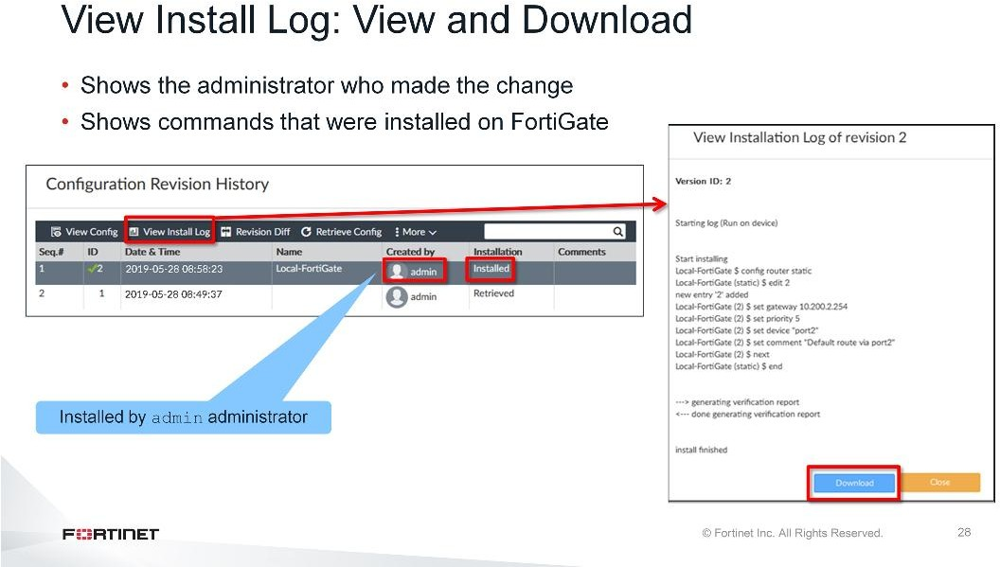 View Install Log: View and Download
• Shows the administrator who made the change
• Shows commands that were installed on FortiGate
Configuration Revision History
View Config View Install Log Revision Diff Retrieve Config More
Seq.# ID Date & Time Name Created by Installation Comments
1 2 2019-05-28 08:58:23 Local-FortiGate admin Installed
2 1 2019-05-28 08:49:37 admin Retrieved
Installed by admin administrator
View Installation Log of revision 2
Version ID: 2
Starting log (Run on device)
Start installing
Local-FortiGate $ config router static
Local-FortiGate (static) $ edit 2
new entry '2' added
Local-FortiGate (2) $ set gateway 10.200.2.254
Local-FortiGate (2) $ set priority 5
Local-FortiGate (2) $ set device "port2"
Local-FortiGate (2) $ set comment "Default route via port2"
Local-FortiGate (2) $ next
Local-FortiGate (static) $ end
---> generating verification report
<--- done generating verification report
install finished
Download Close
FORTINET
© Fortinet Inc. All Rights Reserved. 28